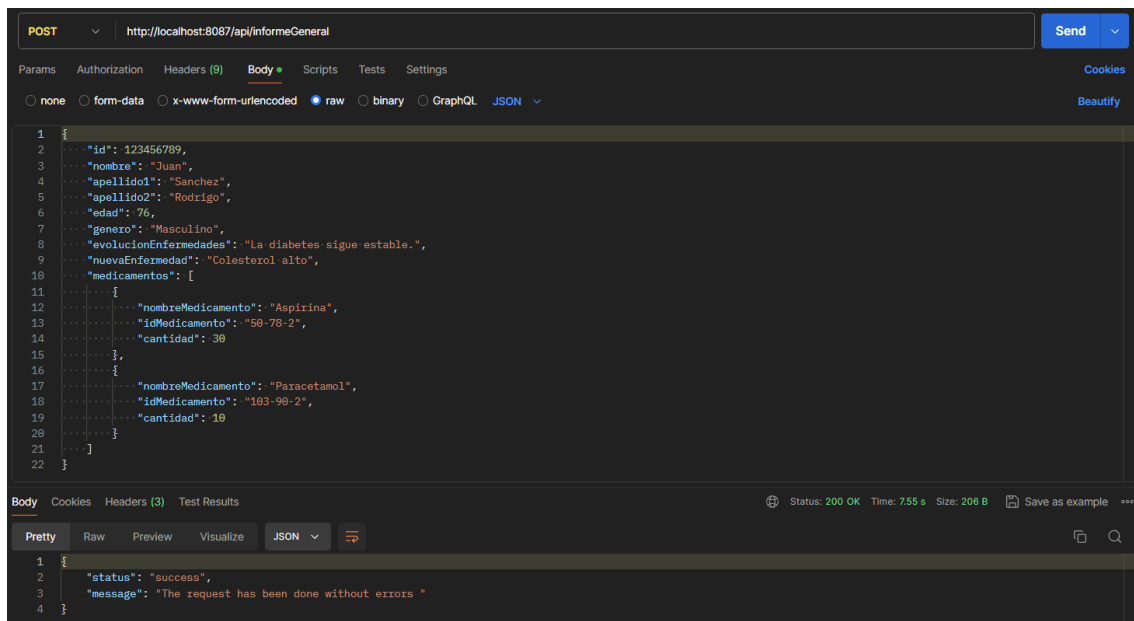 POST http://localhost:8087/api/informeGeneral Send
Params Authorization Headers (9) Body Scripts Tests Settings Cookies
none form-data x-www-form-urlencoded raw binary GraphQL JSON Beautify
1 {
2 "id": 123456789,
3 "nombre": "Juan",
4 "apellido1": "Sanchez",
5 "apellido2": "Rodrigo",
6 "edad": 76,
7 "genero": "Masculino",
8 "evolucionEnfermedades": "La diabetes sigue estable.",
9 "nuevaEnfermedad": "Colesterol alto",
10 "medicamentos": [
11 {
12 "nombreMedicamento": "Aspirina",
13 "idMedicamento": "50-78-2",
14 "cantidad": 30
15 },
16 {
17 "nombreMedicamento": "Paracetamol",
18 "idMedicamento": "103-90-2",
19 "cantidad": 10
20 }
21 ]
22 }
Body Cookies Headers (3) Test Results Status: 200 OK Time: 7.55 s Size: 206 B Save as example
Pretty Raw Preview Visualize JSON
1 {
2 "status": "success",
3 "message": "The request has been done without errors "
4 }